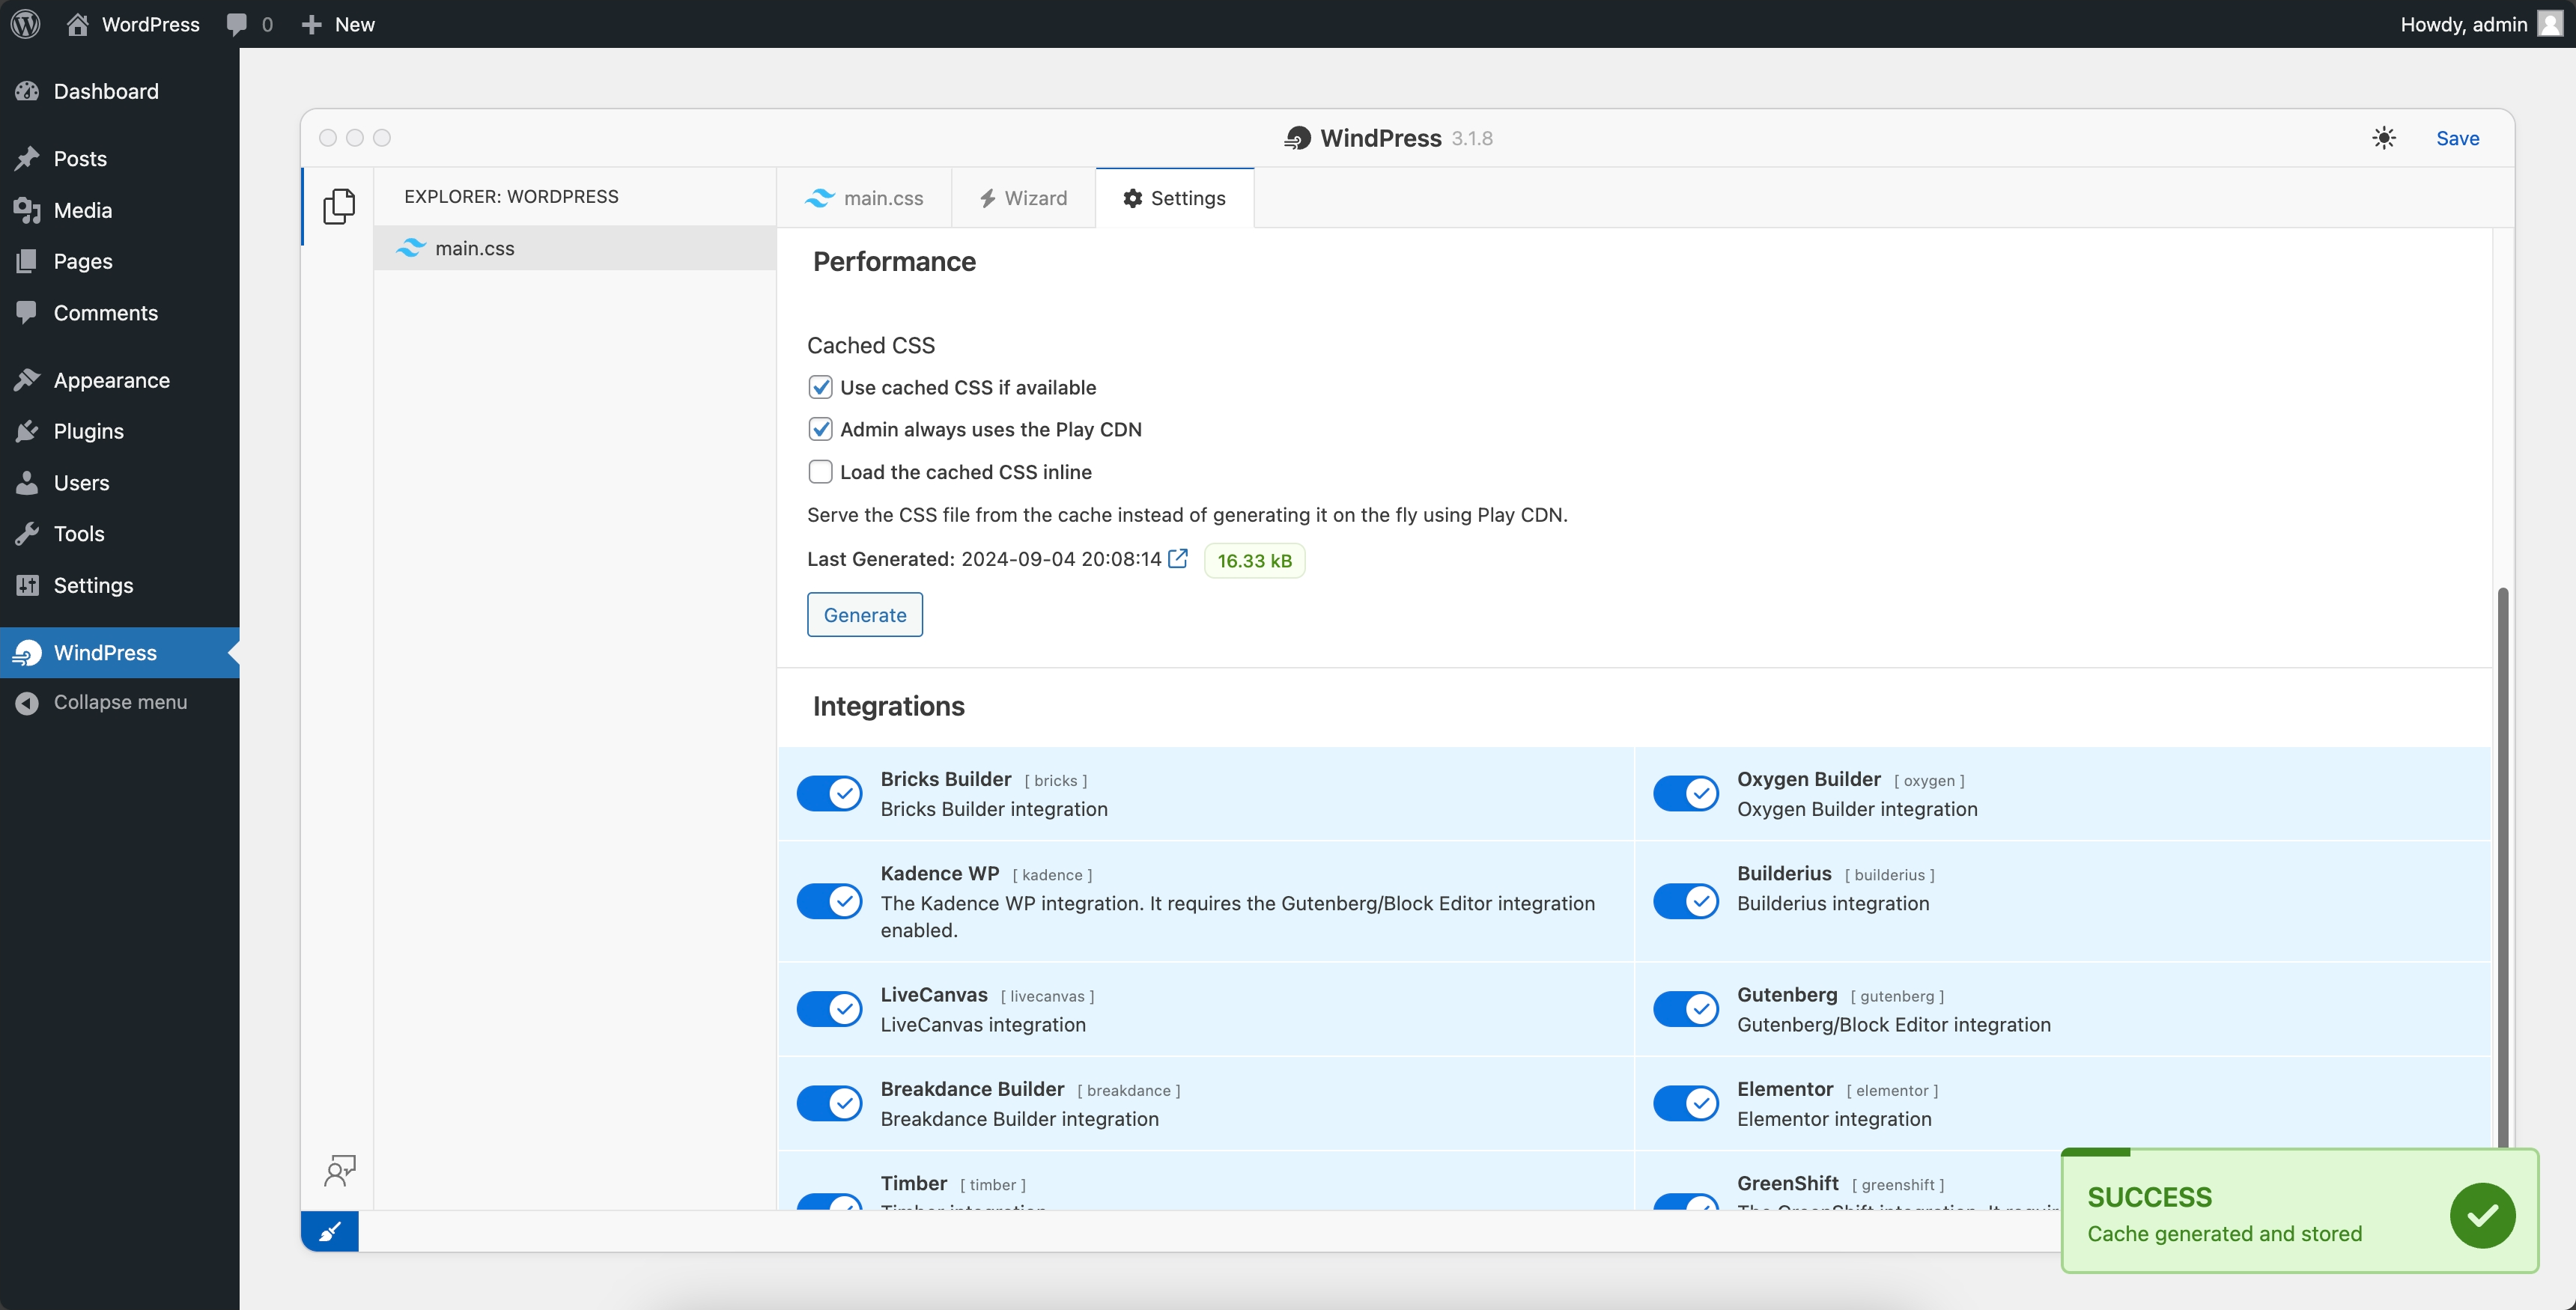 WordPress
0
New
Howdy, admin
Dashboard
Posts
Media
Pages
Comments
Appearance
Plugins
Users
Tools
Settings
WindPress
Collapse menu
WindPress 3.1.8
Save
EXPLORER: WORDPRESS
main.css
main.css
Wizard
Settings
Performance
Cached CSS
Use cached CSS if available
Admin always uses the Play CDN
Load the cached CSS inline
Serve the CSS file from the cache instead of generating it on the fly using Play CDN.
Last Generated: 2024-09-04 20:08:14 16.33 kB
Generate
Integrations
Bricks Builder [ bricks ]
Bricks Builder integration
Oxygen Builder [ oxygen ]
Oxygen Builder integration
Kadence WP [ kadence ]
The Kadence WP integration. It requires the Gutenberg/Block Editor integration
enabled.
Builderius [ builderius ]
Builderius integration
LiveCanvas [ livecanvas ]
LiveCanvas integration
Gutenberg [ gutenberg ]
Gutenberg/Block Editor integration
Breakdance Builder [ breakdance ]
Breakdance Builder integration
Elementor [ elementor ]
Elementor integration
Timber [ timber ]
Timber integration
GreenShift [ greenshift ]
The GreenShift integration. It
SUCCESS
Cache generated and stored